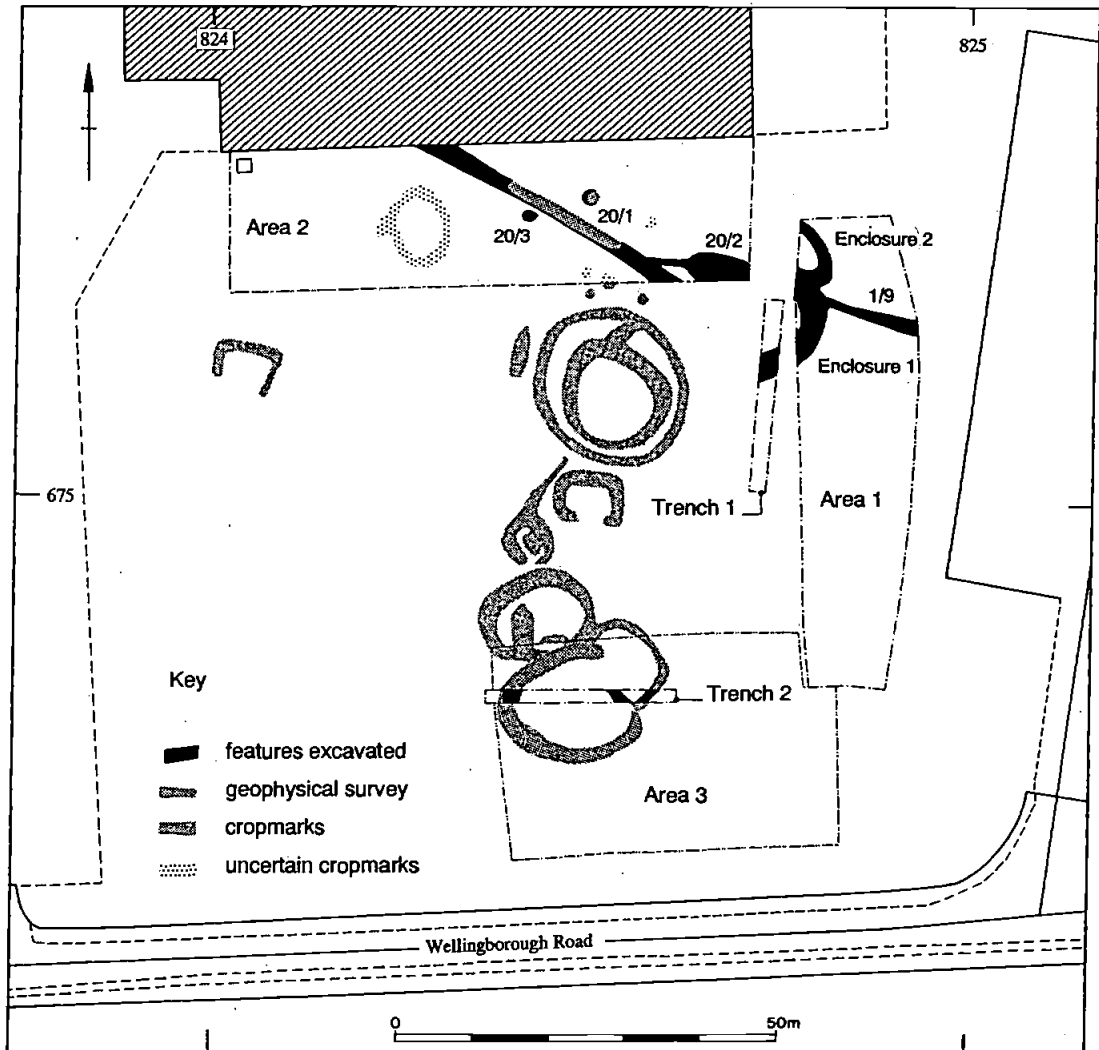 824
825
Area 2
20/1
20/3
20/2
Enclosure 2
1/9
Enclosure 1
675
Trench 1
Area 1
Key
Trench 2
features excavated
geophysical survey
Area 3
cropmarks
uncertain cropmarks
Wellingborough Road
0
50m